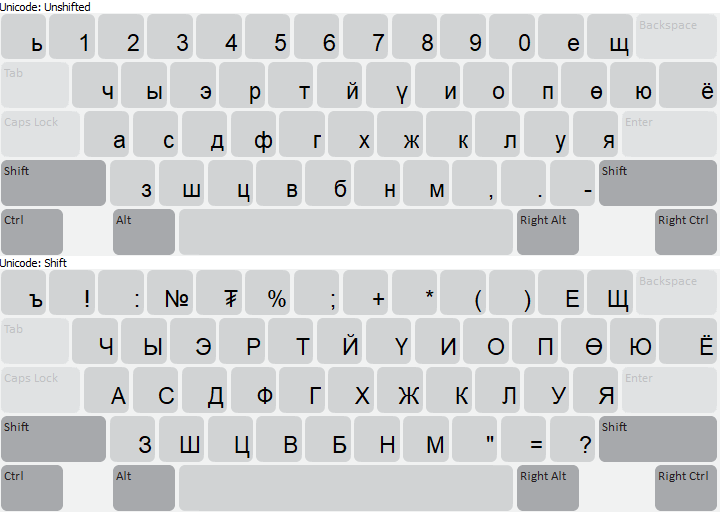 Unicode: Unshifted
ь 1 2 3 4 5 6 7 8 9 0 е щ Backspace
Tab ч ы э р т й ү и о п ө ю ё
Caps Lock а с д ф г х ж к л у я Enter
Shift з ш ц в б н м , . - Shift
Ctrl Alt Right Alt Right Ctrl
Unicode: Shift
ъ ! : № ₮ % ; + * ( ) Е Щ Backspace
Tab Ч Ы Э Р Т Й Ү И О П Ө Ю Ё
Caps Lock А С Д Ф Г Х Ж К Л У Я Enter
Shift З Ш Ц В Б Н М " = ? Shift
Ctrl Alt Right Alt Right Ctrl